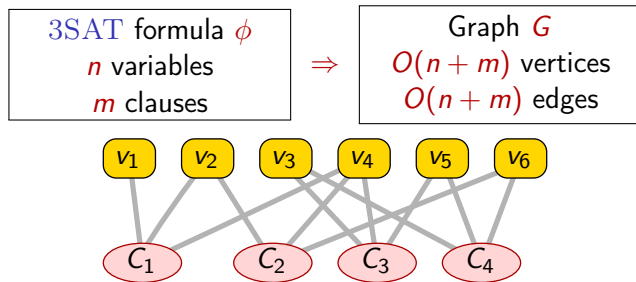 3SAT formula ϕ
n variables
m clauses
⇒
Graph G
O(n + m) vertices
O(n + m) edges
v₁ v₂ v₃ v₄ v₅ v₆
C₁ C₂ C₃ C₄